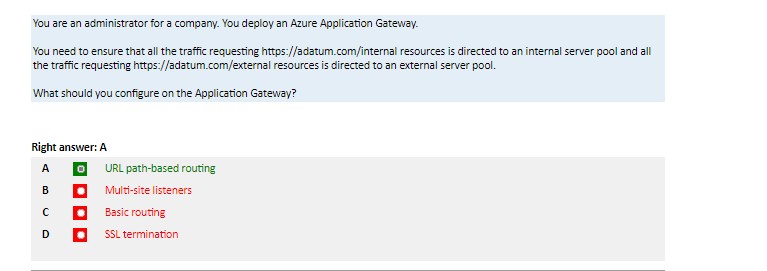 You are an administrator for a company. You deploy an Azure Application Gateway.
You need to ensure that all the traffic requesting https://adatum.com/internal resources is directed to an internal server pool and all
the traffic requesting https://adatum.com/external resources is directed to an external server pool.
What should you configure on the Application Gateway?
Right answer: A
A URL path-based routing
B Multi-site listeners
C Basic routing
D SSL termination